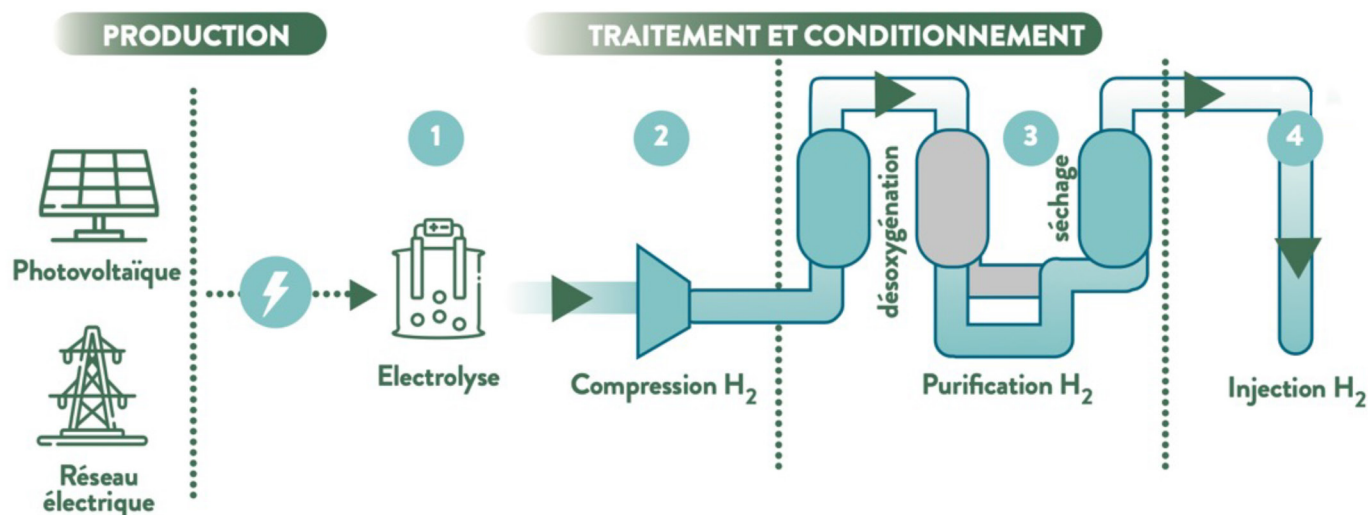 PRODUCTION
TRAITEMENT ET CONDITIONNEMENT
1
2
3
4
Photovoltaïque
Réseau
électrique
Electrolyse
Compression H₂
désoxygénation
séchage
Purification H₂
Injection H₂